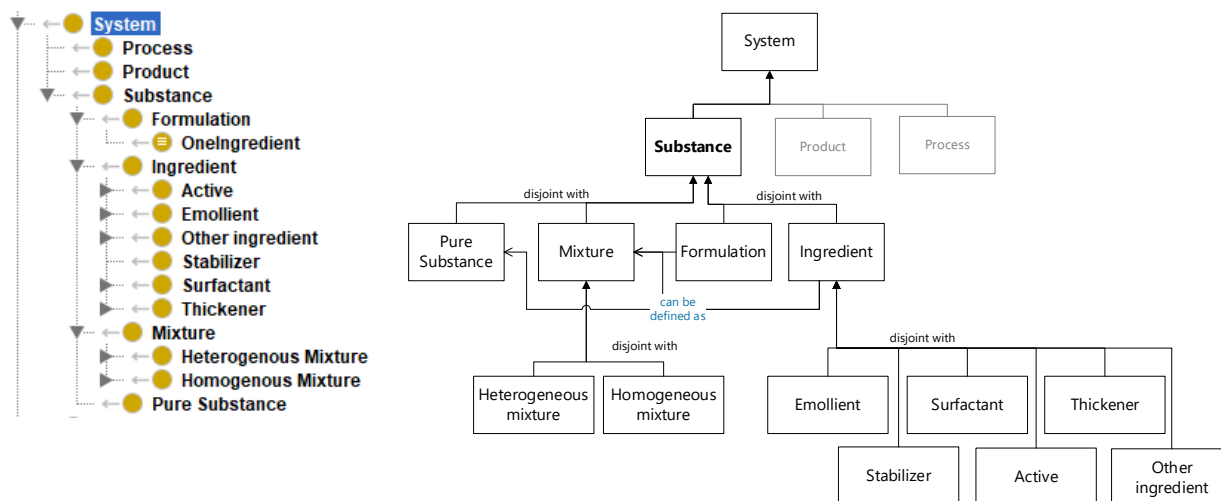 System
Process
Product
Substance
Formulation
OneIngredient
Ingredient
Active
Emollient
Other ingredient
Stabilizer
Surfactant
Thickener
Mixture
Heterogenous Mixture
Homogenous Mixture
Pure Substance
System
Substance
Product
Process
disjoint with
disjoint with
Pure
Substance
Mixture
Formulation
Ingredient
can be
defined as
disjoint with
disjoint with
Heterogeneous
mixture
Homogeneous
mixture
Emollient
Surfactant
Thickener
Stabilizer
Active
Other
ingredient